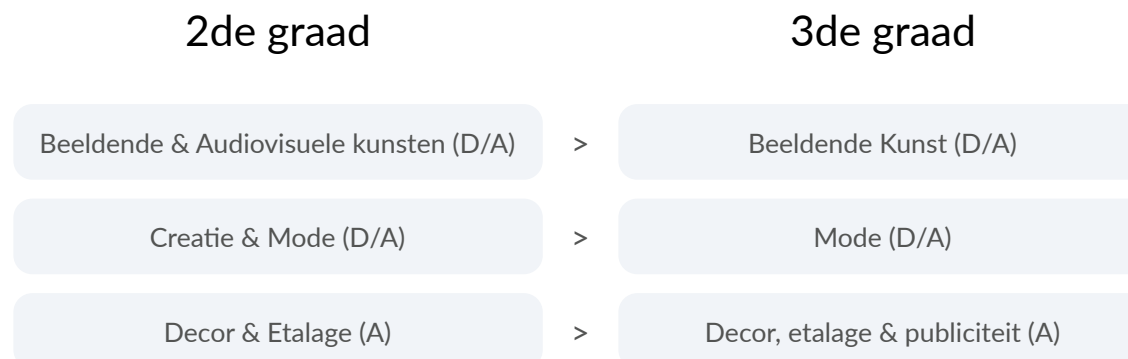 2de graad
3de graad
Beeldende & Audiovisuele kunsten (D/A) > Beeldende Kunst (D/A)
Creatie & Mode (D/A) > Mode (D/A)
Decor & Etalage (A) > Decor, etalage & publiciteit (A)